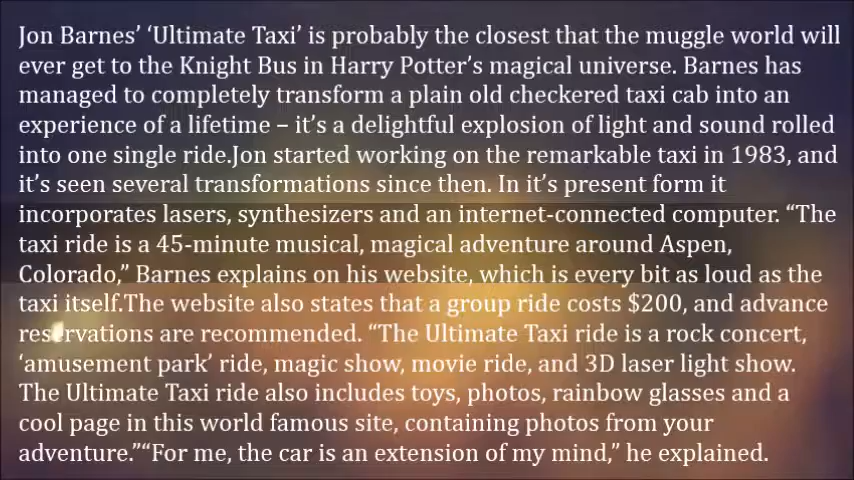 Jon Barnes’ ‘Ultimate Taxi’ is probably the closest that the muggle world will
ever get to the Knight Bus in Harry Potter’s magical universe. Barnes has
managed to completely transform a plain old checkered taxi cab into an
experience of a lifetime – it’s a delightful explosion of light and sound rolled
into one single ride.Jon started working on the remarkable taxi in 1983, and
it’s seen several transformations since then. In it’s present form it
incorporates lasers, synthesizers and an internet-connected computer. “The
taxi ride is a 45-minute musical, magical adventure around Aspen,
Colorado,” Barnes explains on his website, which is every bit as loud as the
taxi itself.The website also states that a group ride costs $200, and advance
reservations are recommended. “The Ultimate Taxi ride is a rock concert,
‘amusement park’ ride, magic show, movie ride, and 3D laser light show.
The Ultimate Taxi ride also includes toys, photos, rainbow glasses and a
cool page in this world famous site, containing photos from your
adventure.”“For me, the car is an extension of my mind,” he explained.